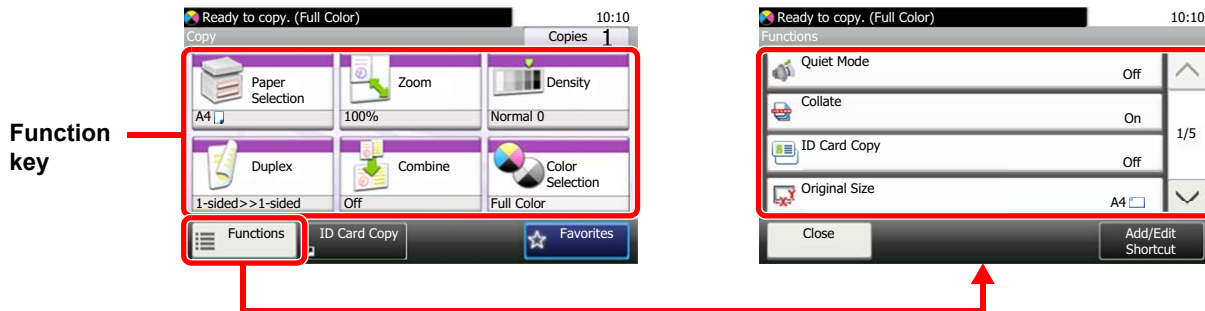 Function
key
Ready to copy. (Full Color)
10:10
Copy
Copies 1
Paper
Selection
Zoom
Density
A4
100%
Normal 0
Duplex
Combine
Color
Selection
1-sided>>1-sided
Off
Full Color
Functions
ID Card Copy
Favorites
Ready to copy. (Full Color)
10:10
Functions
Quiet Mode
Off
Collate
On
1/5
ID Card Copy
Off
Original Size
A4
Close
Add/Edit
Shortcut